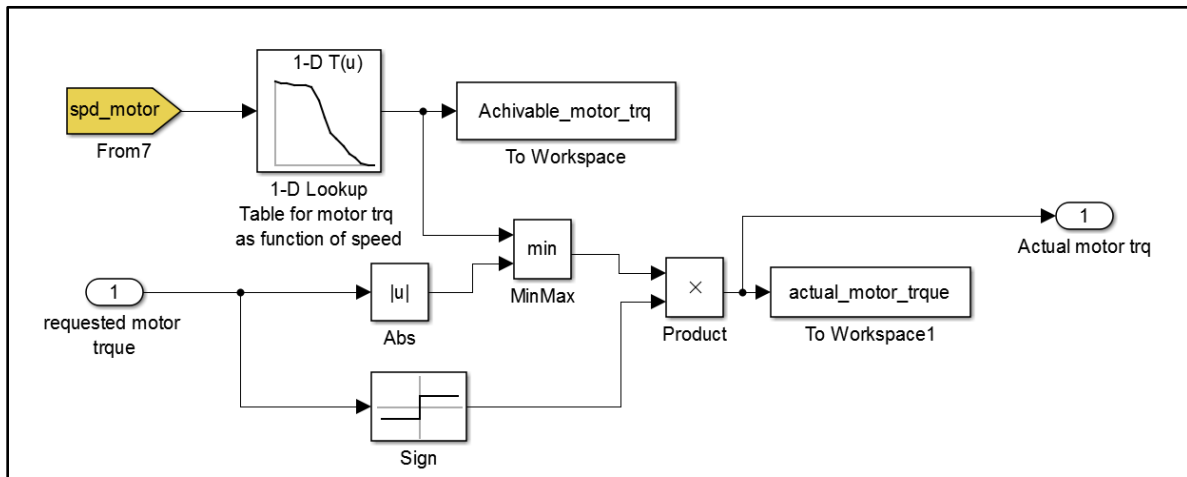 1-D T(u)
spd_motor
From7
Achivable_motor_trq
To Workspace
1-D Lookup
Table for motor trq
as function of speed
1
Actual motor trq
min
MinMax
1
requested motor
trque
|u|
Abs
×
Product
actual_motor_trque
To Workspace1
Sign